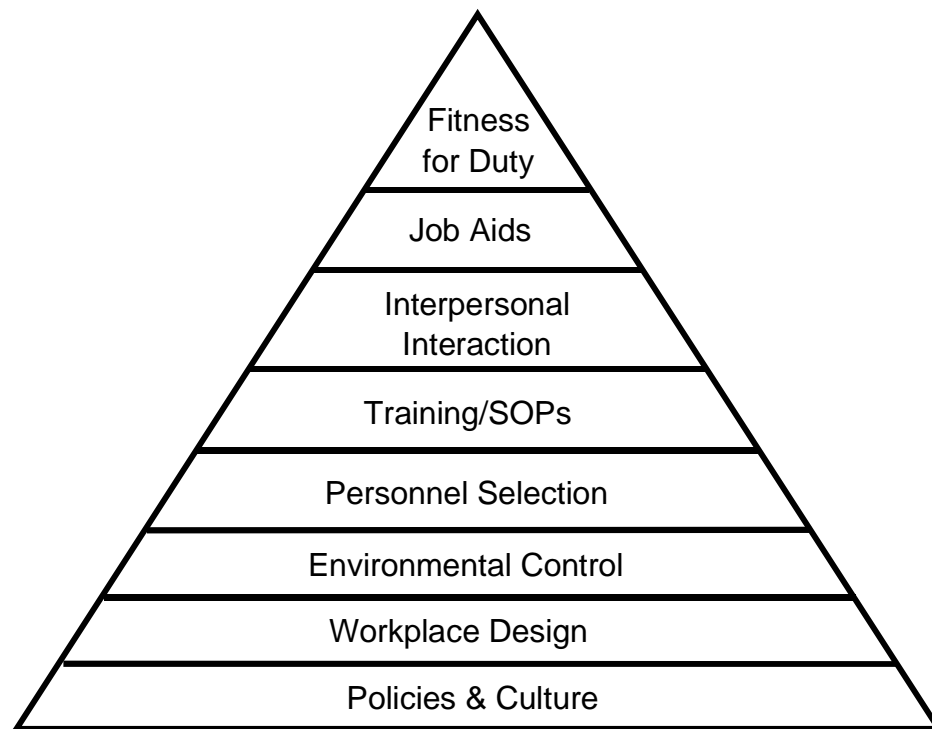 Fitness
for Duty
Job Aids
Interpersonal
Interaction
Training/SOPs
Personnel Selection
Environmental Control
Workplace Design
Policies & Culture